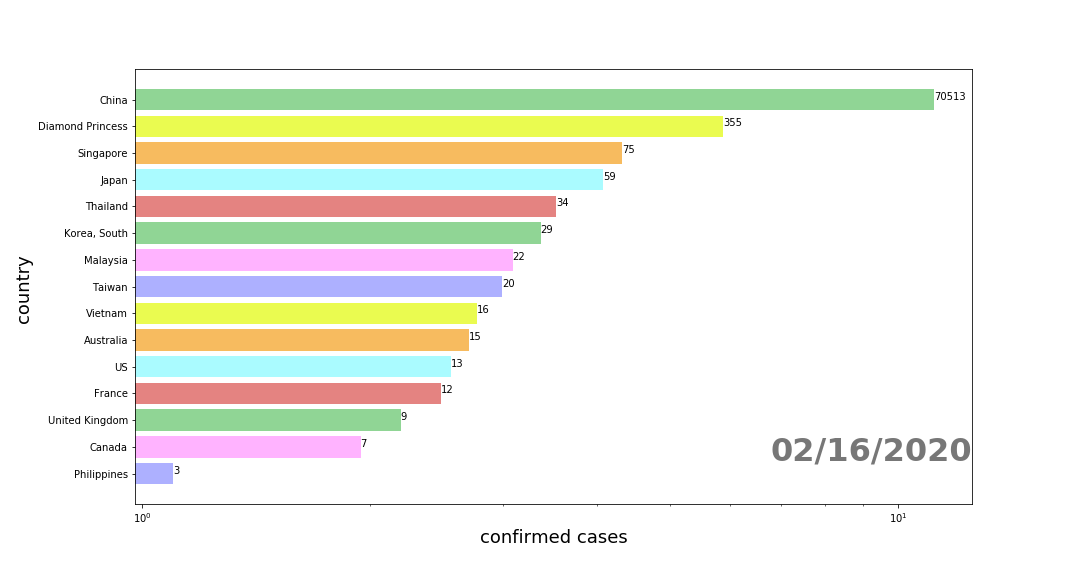 China 70513
Diamond Princess 355
Singapore 75
Japan 59
Thailand 34
Korea, South 29
Malaysia 22
Taiwan 20
Vietnam 16
Australia 15
US 13
France 12
United Kingdom 9
Canada 7
Philippines 3
country
02/16/2020
10⁰ 10¹
confirmed cases